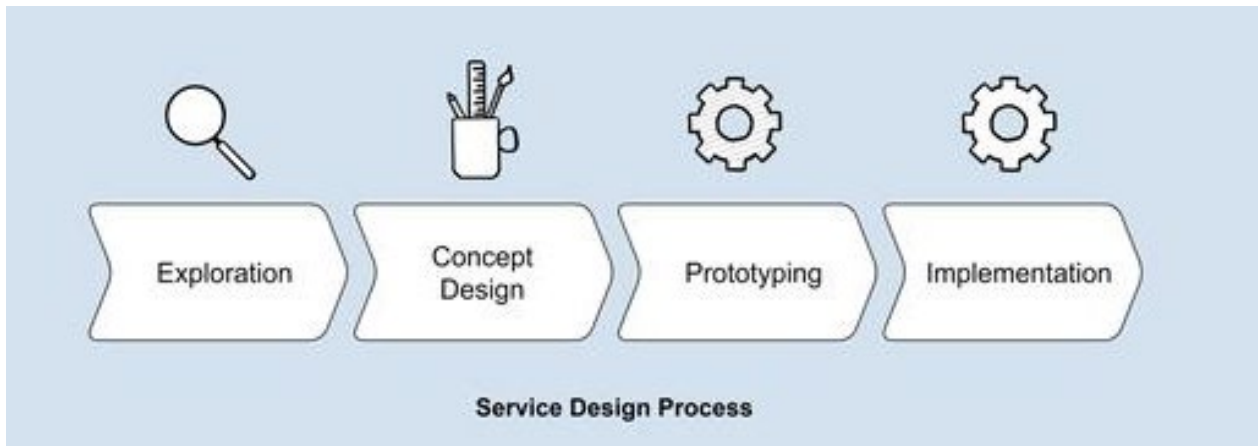 Exploration
Concept
Design
Prototyping
Implementation
Service Design Process